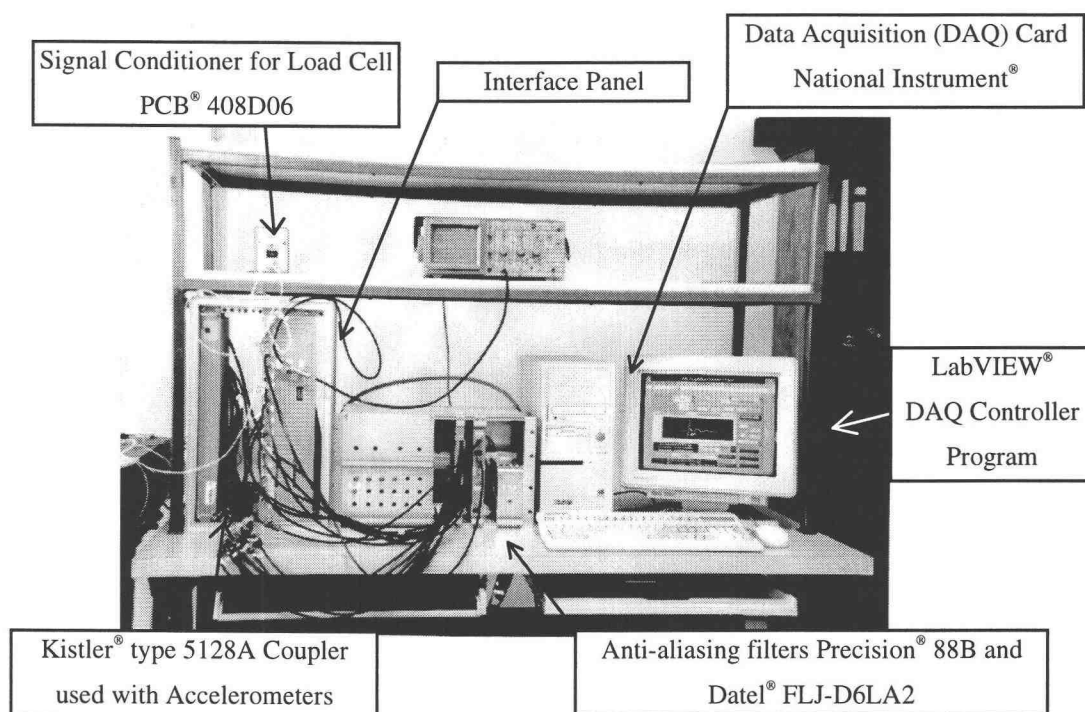 Signal Conditioner for Load Cell
PCB® 408D06
Interface Panel
Data Acquisition (DAQ) Card
National Instrument®
LabVIEW®
DAQ Controller
Program
Kistler® type 5128A Coupler
used with Accelerometers
Anti-aliasing filters Precision® 88B and
Datel® FLJ-D6LA2